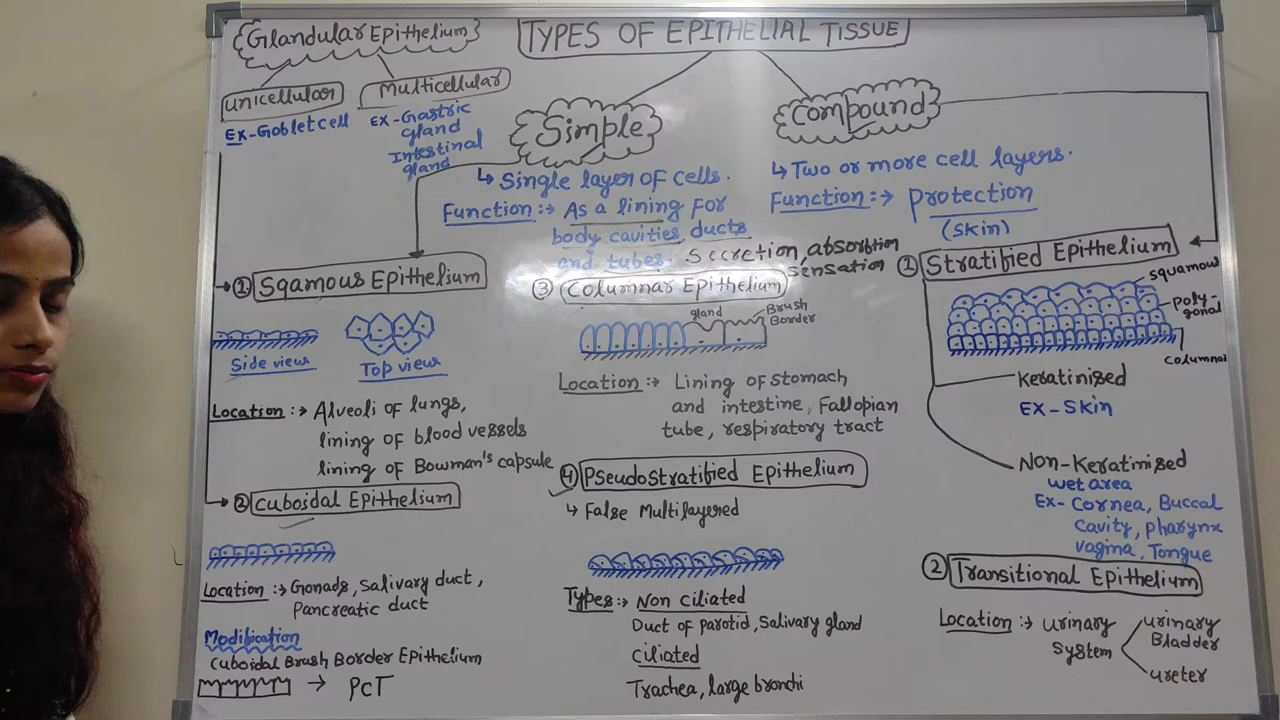 TYPES OF EPITHELIAL TISSUE
Glandular Epithelium
Unicellular
EX-Goblet cell
Multicellular
EX-Gastric
gland
Intestinal
gland
Simple
↳ Single layer of cells.
Function :→ As a lining for
body cavities ducts
and tubes. Secretion, absorbtion
sensation
Compound
↳ Two or more cell layers.
Function :→ protection
(skin)
① Sqamous Epithelium
Side view
Top view
Location :→ Alveoli of lungs,
lining of blood vessels
lining of Bowman's capsule
② Cuboidal Epithelium
Location :→ Gonads, Salivary duct,
Pancreatic duct
Modification
Cuboidal Brush Border Epithelium
→ PCT
③ Columnar Epithelium
gland
Brush
Border
Location :→ Lining of stomach
and intestine, Fallopian
tube, respiratory tract
④ Pseudostratified Epithelium
↳ False Multilayered
Types :→ Non ciliated
Duct of parotid, Salivary gland
ciliated
Trachea, large bronchi
① Stratified Epithelium
squamous
poly-
gonal
columnar
Keratinised
EX-Skin
Non-Keratinised
wet area
Ex- Cornea, Buccal
cavity, pharynx
vagina, Tongue
② Transitional Epithelium
Location :→ urinary
system
urinary
Bladder
ureter